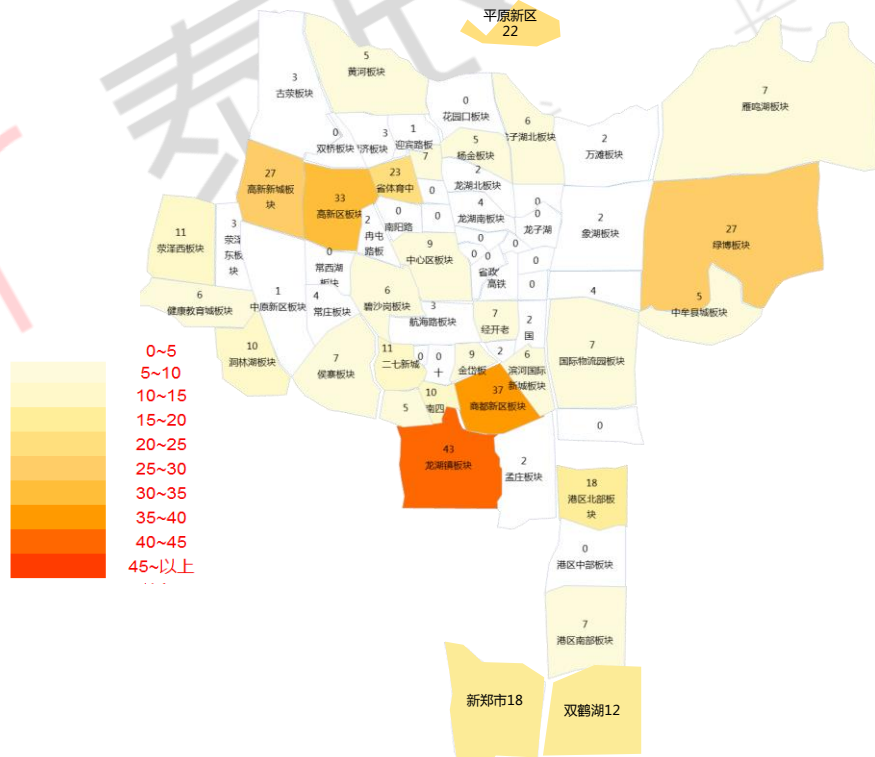 平原新区
22
5
黄河板块
3
古荥板块
7
雁鸣湖板块
0
花园口板块
6
子湖北板块
0
双桥板块
3
济板块
1
迎宾路板
5
杨金板块
2
万滩板块
7
27
高新新城板
块
33
高新区板块
23
省体育中
0
2
龙湖北板块
4
龙湖南板块
0
0
龙子湖
2
象湖板块
27
绿博板块
11
荥泽西板块
3
荥泽
东板
块
2
冉屯
路板
0
南阳路
0
9
中心区板块
0
0
0
0
省政
高铁
0
0
4
0
常西湖
板块
6
健康教育城板块
1
中原新区板块
4
常庄板块
6
碧沙岗板块
3
航海路板块
7
经开老
2
国
5
中牟县城板块
10
洞林湖板块
7
侯寨板块
11
二七新城
0
0
十
9
金岱板
2
6
滨河国际
新城板块
7
国际物流园板块
5
10
南四
37
商都新区板块
0
43
龙湖镇板块
2
孟庄板块
18
港区北部板
块
0
港区中部板块
7
港区南部板块
新郑市18
双鹤湖12
0~5
5~10
10~15
15~20
20~25
25~30
30~35
35~40
40~45
45~以上